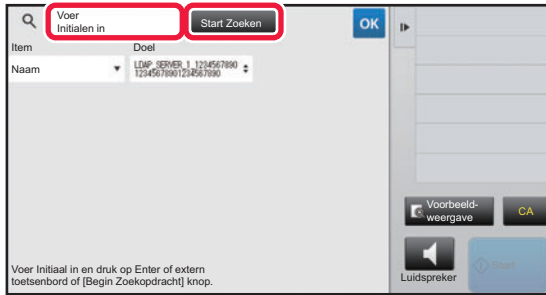 Voer
Initialen in
Start Zoeken
OK
Item
Doel
Naam
LDAP_SERVER_1_1234567890
12345678901234567890
Voorbeeld-
weergave
CA
Luidspreker
Start
Voer Initiaal in en druk op Enter of extern
toetsenbord of [Begin Zoekopdracht] knop.